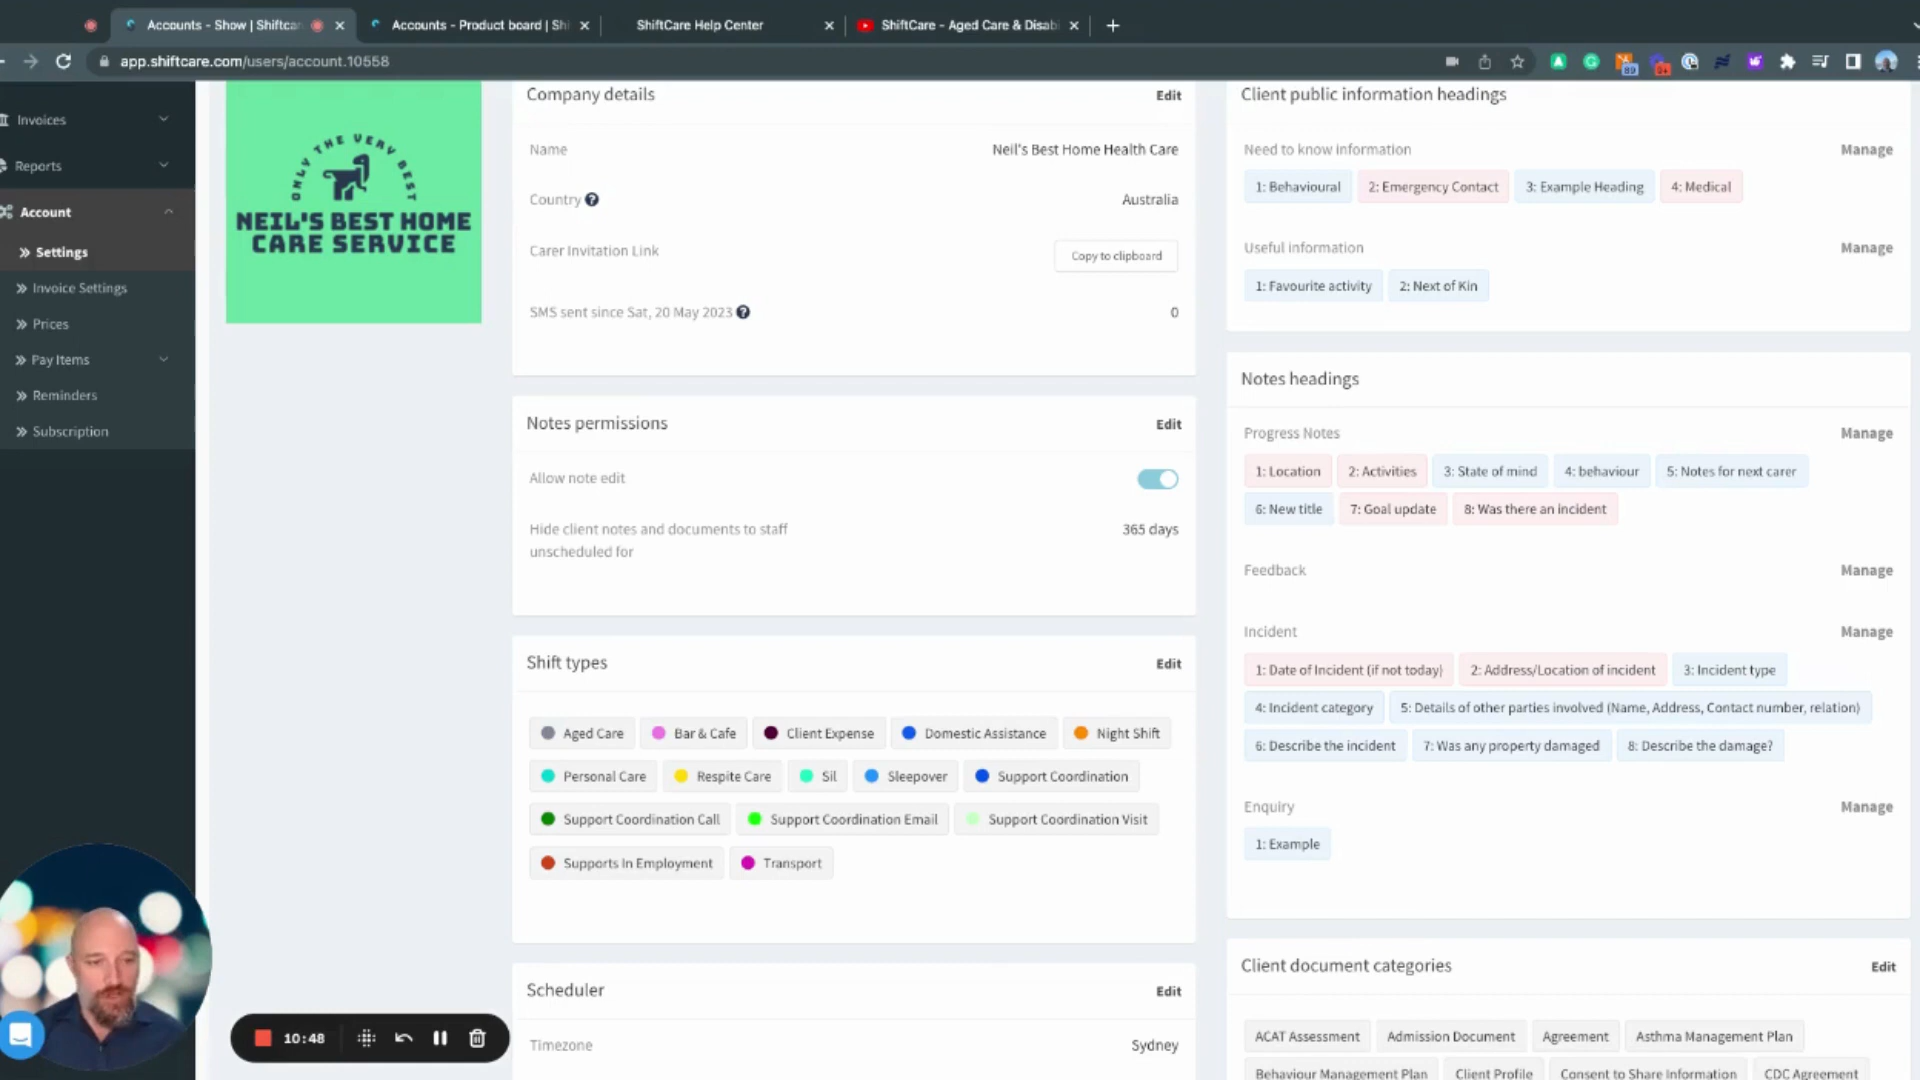 Accounts - Show | Shiftcar
Accounts - Product board | Shi
ShiftCare Help Center
ShiftCare - Aged Care & Disabi
app.shiftcare.com/users/account.10558
Invoices
Reports
Account
Settings
Invoice Settings
Prices
Pay Items
Reminders
Subscription
ONLY THE VERY BEST
NEIL'S BEST HOME
CARE SERVICE
Company details
Edit
Name
Neil's Best Home Health Care
Country
Australia
Carer Invitation Link
Copy to clipboard
SMS sent since Sat, 20 May 2023
0
Notes permissions
Edit
Allow note edit
Hide client notes and documents to staff
unscheduled for
365 days
Shift types
Edit
Aged Care
Bar & Cafe
Client Expense
Domestic Assistance
Night Shift
Personal Care
Respite Care
Sil
Sleepover
Support Coordination
Support Coordination Call
Support Coordination Email
Support Coordination Visit
Supports In Employment
Transport
Scheduler
Edit
Timezone
Sydney
Client public information headings
Need to know information
Manage
1: Behavioural
2: Emergency Contact
3: Example Heading
4: Medical
Useful information
Manage
1: Favourite activity
2: Next of Kin
Notes headings
Progress Notes
Manage
1: Location
2: Activities
3: State of mind
4: behaviour
5: Notes for next carer
6: New title
7: Goal update
8: Was there an incident
Feedback
Manage
Incident
Manage
1: Date of Incident (if not today)
2: Address/Location of incident
3: Incident type
4: Incident category
5: Details of other parties involved (Name, Address, Contact number, relation)
6: Describe the incident
7: Was any property damaged
8: Describe the damage?
Enquiry
Manage
1: Example
Client document categories
Edit
ACAT Assessment
Admission Document
Agreement
Asthma Management Plan
Behaviour Management Plan
Client Profile
Consent to Share Information
CDC Agreement
10:48